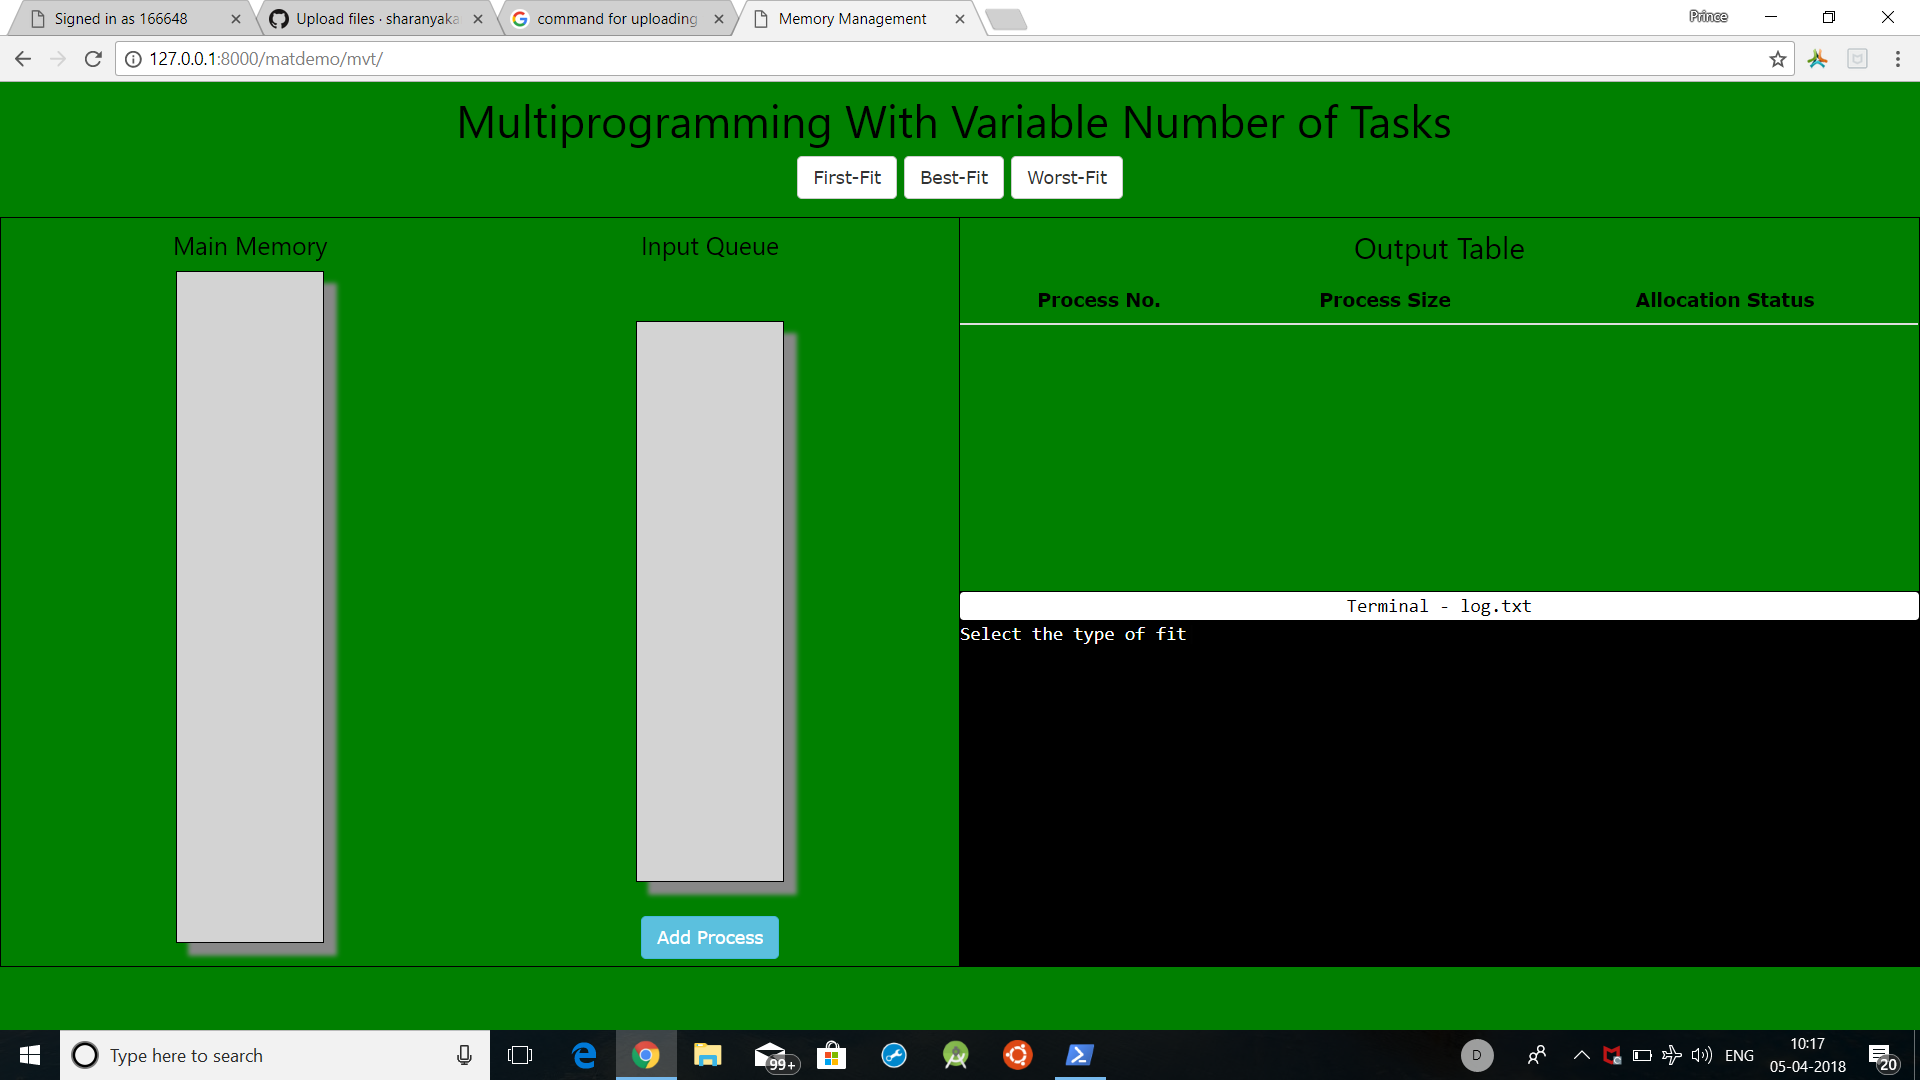 Signed in as 166648
Upload files · sharanyaka
command for uploading
Memory Management
Prince
127.0.0.1:8000/matdemo/mvt/
Multiprogramming With Variable Number of Tasks
First-Fit Best-Fit Worst-Fit
Main Memory
Input Queue
Output Table
Process No. Process Size Allocation Status
Terminal - log.txt
Select the type of fit
Add Process
Type here to search
99+
D
ENG
10:17
05-04-2018
20